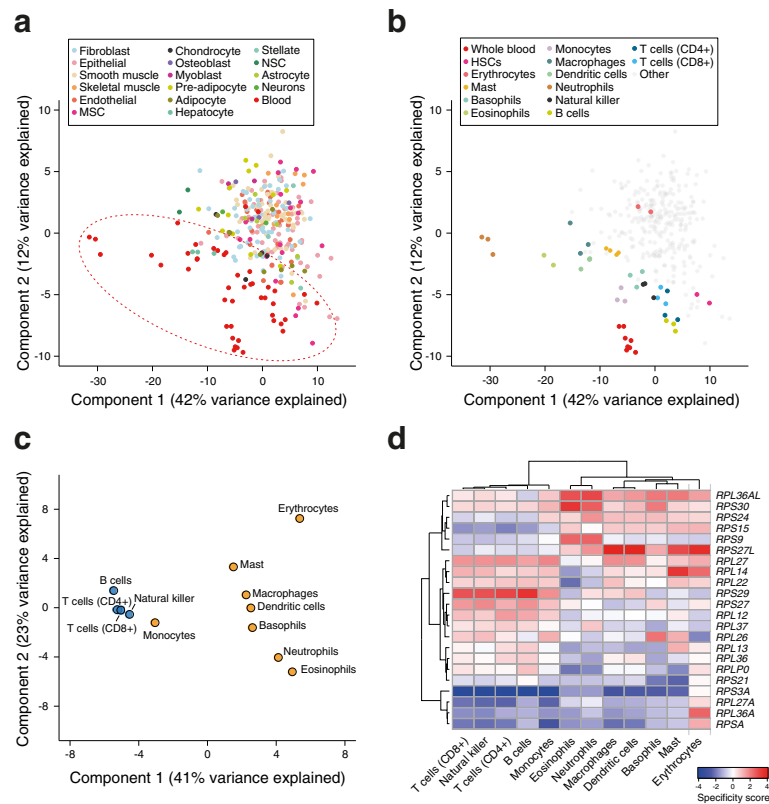 a
Fibroblast Chondrocyte Stellate
Epithelial Osteoblast NSC
Smooth muscle Myoblast Astrocyte
Skeletal muscle Pre-adipocyte Neurons
Endothelial Adipocyte Blood
MSC Hepatocyte
10
5
0
-5
-10
-30 -20 -10 0 10
Component 2 (12% variance explained)
Component 1 (42% variance explained)
b
Whole blood Monocytes T cells (CD4+)
HSCs Macrophages T cells (CD8+)
Erythrocytes Dendritic cells Other
Mast Neutrophils
Basophils Natural killer
Eosinophils B cells
10
5
0
-5
-10
-30 -20 -10 0 10
Component 2 (12% variance explained)
Component 1 (42% variance explained)
c
8
4
0
-4
-8
-8 -4 0 4 8
Component 2 (23% variance explained)
Component 1 (41% variance explained)
Erythrocytes
Mast
B cells
Macrophages
T cells (CD4+) Natural killer
Dendritic cells
T cells (CD8+)
Monocytes
Basophils
Neutrophils
Eosinophils
d
RPL36AL
RPS30
RPS24
RPS15
RPS9
RPS27L
RPL27
RPL14
RPL22
RPS29
RPS27
RPL12
RPL37
RPL26
RPL13
RPL36
RPLP0
RPS21
RPS3A
RPL27A
RPL36A
RPSA
T cells (CD8+)
Natural killer
T cells (CD4+)
B cells
Monocytes
Eosinophils
Neutrophils
Macrophages
Dendritic cells
Basophils
Mast
Erythrocytes
-4 -2 0 2 4
Specificity score